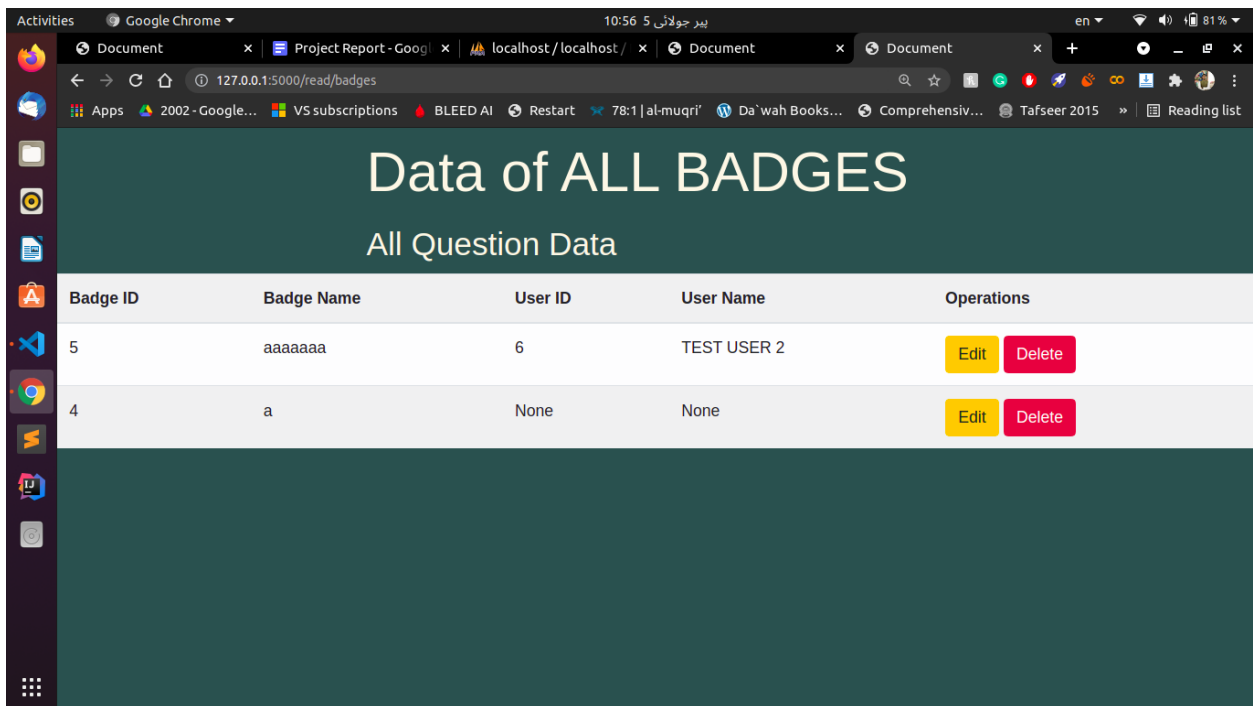 Activities Google Chrome پیر جولائی 5 10:56 en 81 %
Document Project Report - Googl localhost / localhost / Document Document
127.0.0.1:5000/read/badges
Apps 2002 - Google... VS subscriptions BLEED AI Restart 78:1 | al-muqri' Da`wah Books... Comprehensiv... Tafseer 2015 » Reading list
Data of ALL BADGES
All Question Data
Badge ID Badge Name User ID User Name Operations
5 aaaaaaa 6 TEST USER 2 Edit Delete
4 a None None Edit Delete